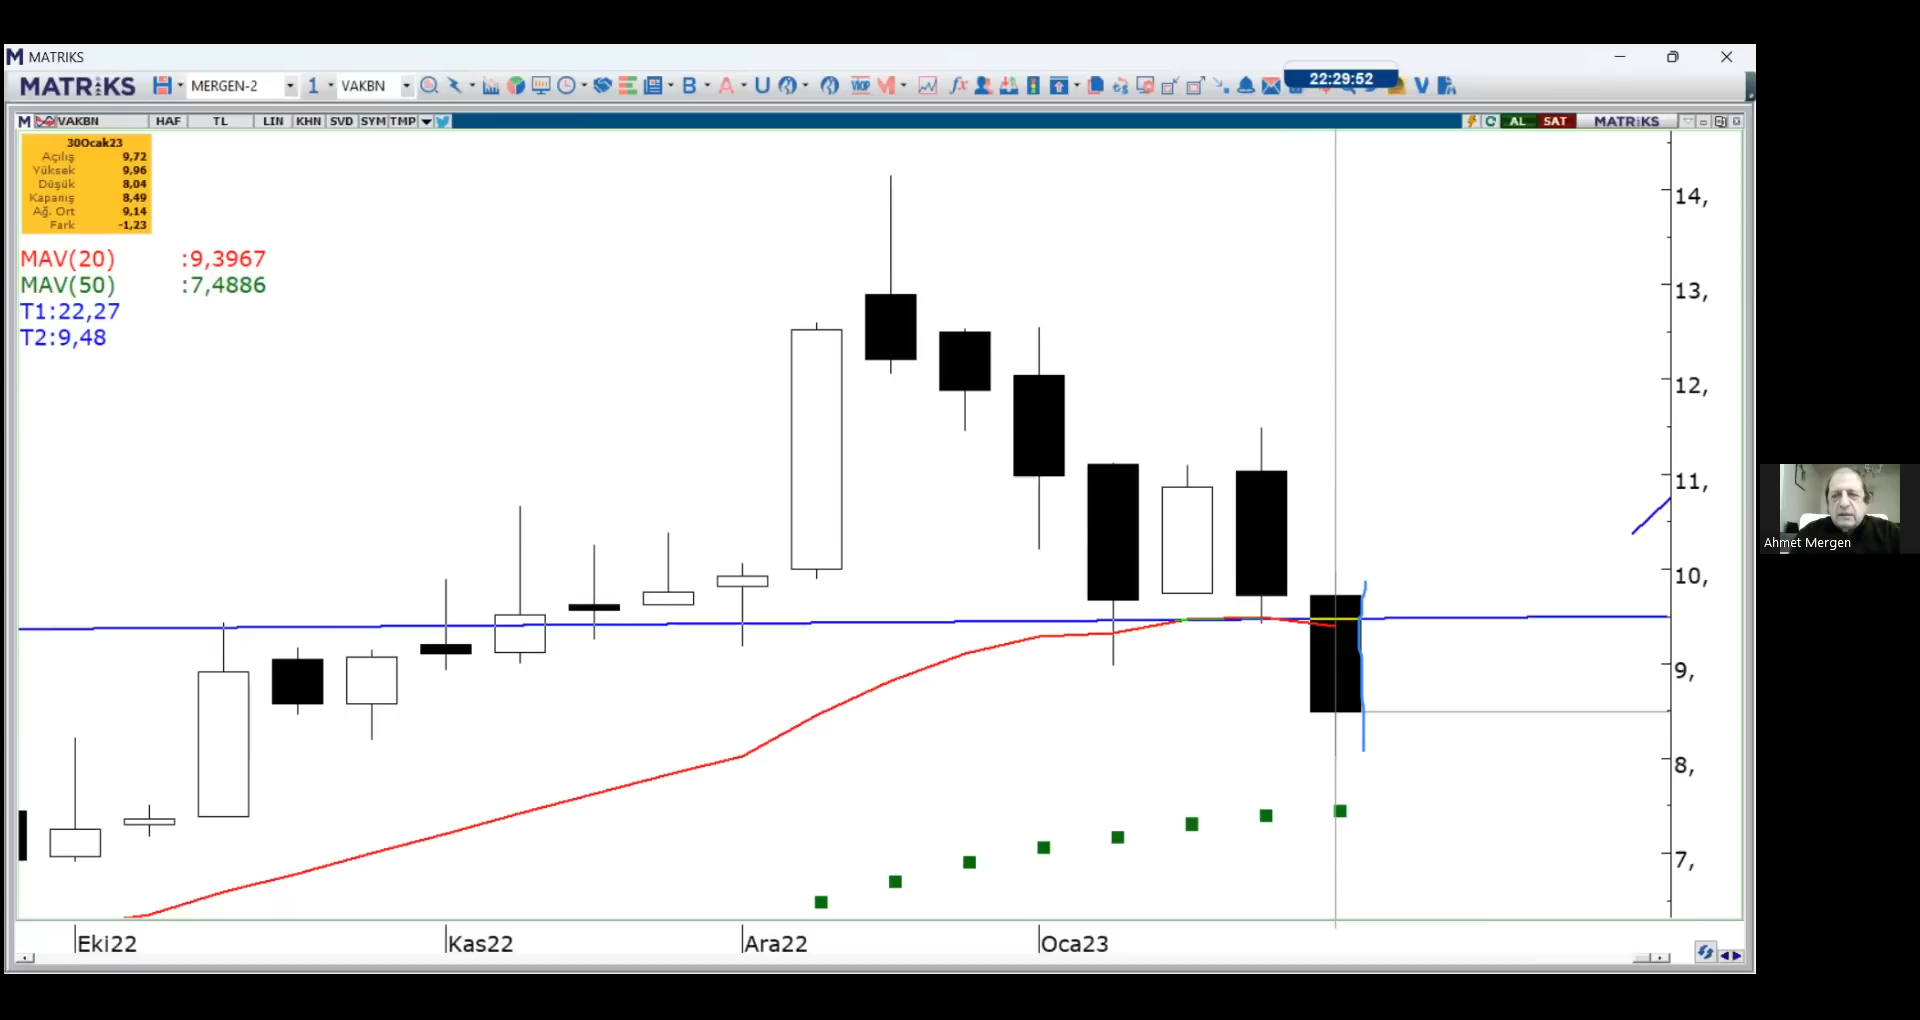 MATRIKS
MATRiKS MERGEN-2 1 VAKBN B A U VIOP M fx V
22:29:52
M VAKBN HAF TL LIN KHN SVD SYM TMP AL SAT MATRiKS
30Ocak23
Açılış 9,72
Yüksek 9,96
Düşük 8,04
Kapanış 8,49
Ağ. Ort 9,14
Fark -1,23
MAV(20) :9,3967
MAV(50) :7,4886
T1:22,27
T2:9,48
14,
13,
12,
11,
10,
9,
8,
7,
Eki22 Kas22 Ara22 Oca23
Ahmet Mergen